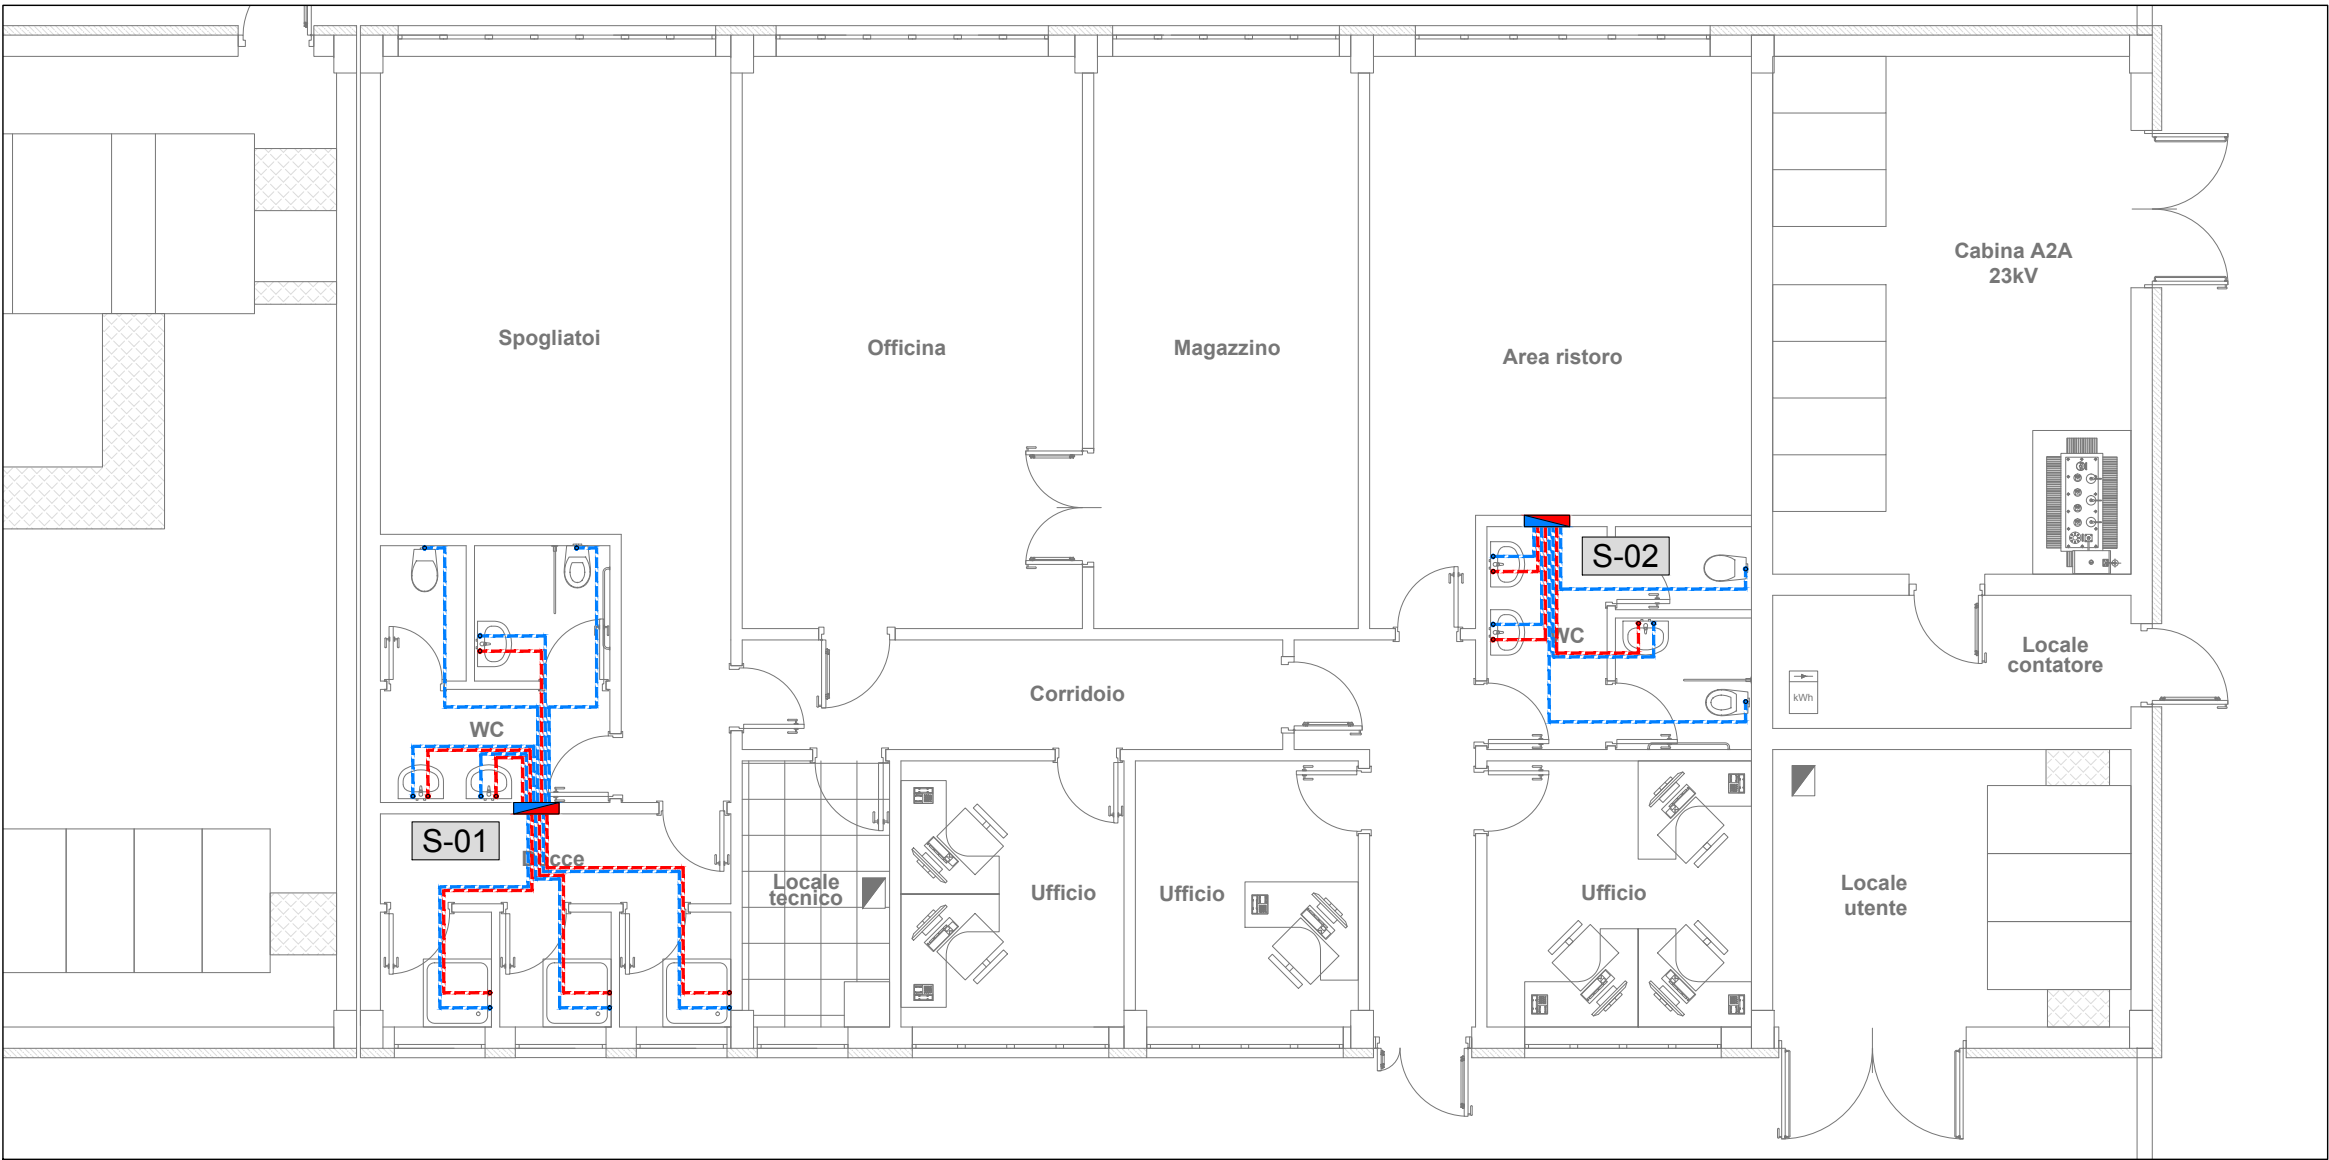 Cabina A2A
23kV
Spogliatoi
Officina
Magazzino
Area ristoro
S-02
WC
Locale
contatore
kWh
Corridoio
WC
S-01
Docce
Locale
tecnico
Ufficio
Ufficio
Ufficio
Locale
utente